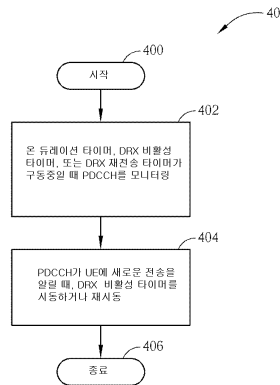 40
400
시작
402
온 듀레이션 타이머, DRX 비활성
타이머, 또는 DRX 재전송 타이머가
구동중일 때 PDCCH를 모니터링
404
PDCCH가 UE에 새로운 전송을
알릴 때, DRX 비활성 타이머를
시동하거나 재시동
406
종료